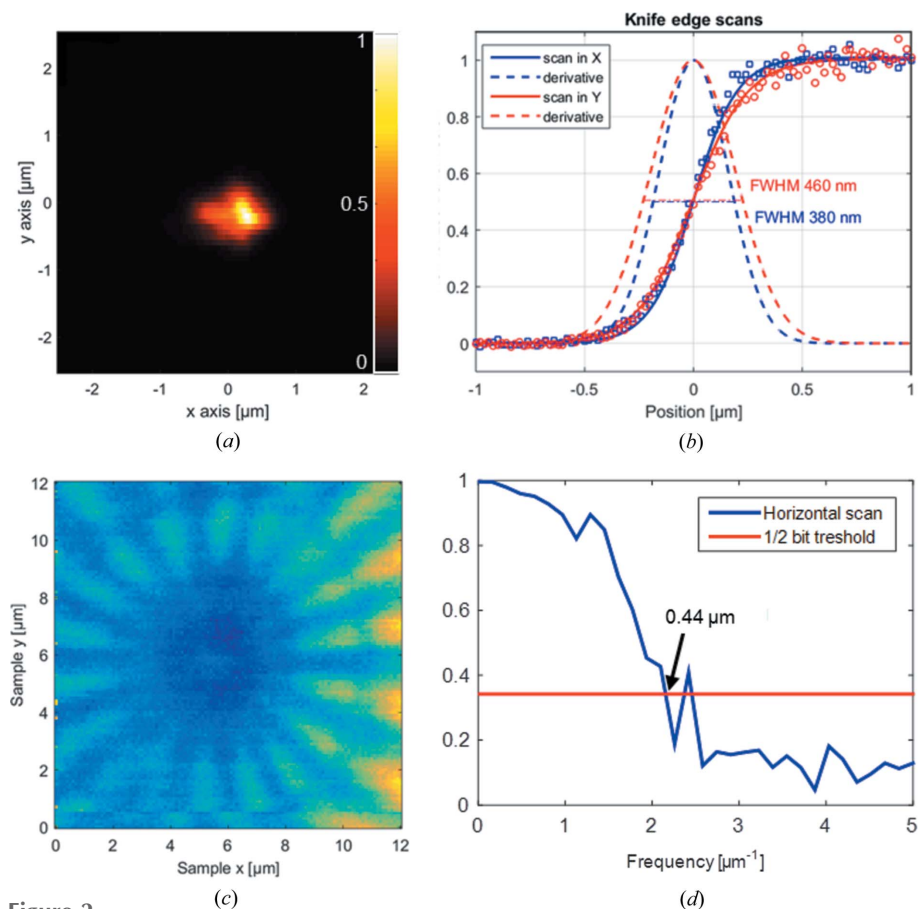 1
2
1
0
-1
-2
y axis [µm]
0.5
0
-2
-1
0
1
2
x axis [µm]
(a)
Knife edge scans
scan in X
derivative
scan in Y
derivative
1
0.8
0.6
0.4
0.2
0
FWHM 460 nm
FWHM 380 nm
-1
-0.5
0
0.5
1
Position [µm]
(b)
12
10
8
6
4
2
0
Sample y [µm]
0
2
4
6
8
10
12
Sample x [µm]
(c)
1
0.8
0.6
0.4
0.2
0
Horizontal scan
1/2 bit treshold
0.44 µm
0
1
2
3
4
5
Frequency [µm⁻¹]
(d)